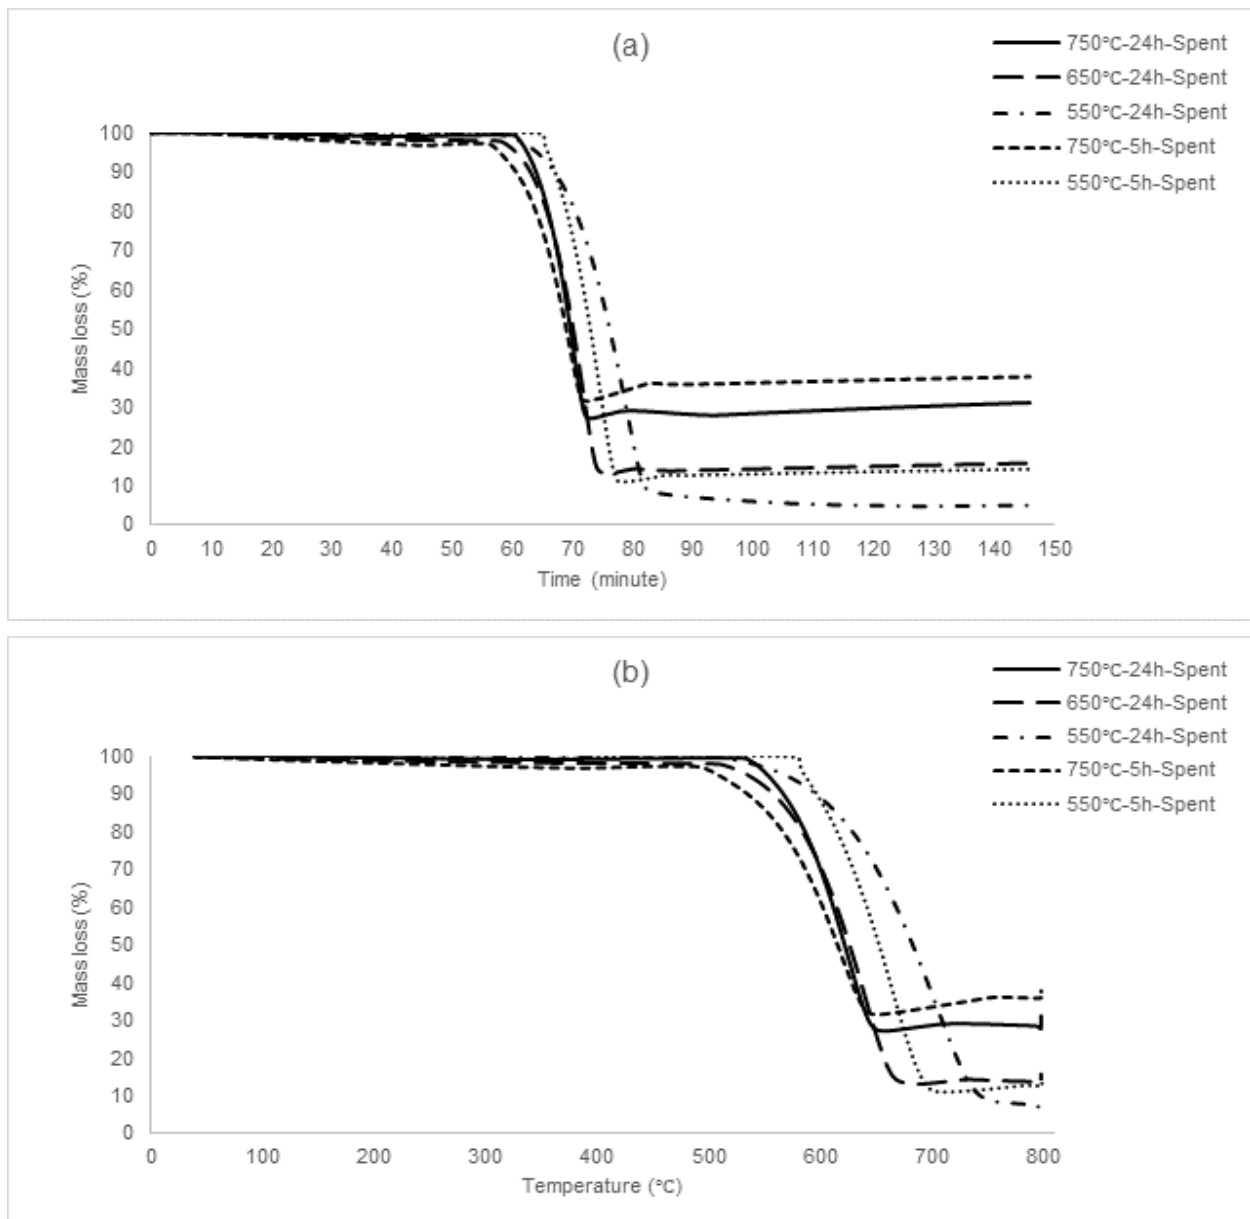 (a)
750°C-24h-Spent
650°C-24h-Spent
550°C-24h-Spent
750°C-5h-Spent
550°C-5h-Spent
Mass loss (%)
100
90
80
70
60
50
40
30
20
10
0
0 10 20 30 40 50 60 70 80 90 100 110 120 130 140 150
Time (minute)
(b)
750°C-24h-Spent
650°C-24h-Spent
550°C-24h-Spent
750°C-5h-Spent
550°C-5h-Spent
Mass loss (%)
100
90
80
70
60
50
40
30
20
10
0
0 100 200 300 400 500 600 700 800
Temperature (°C)